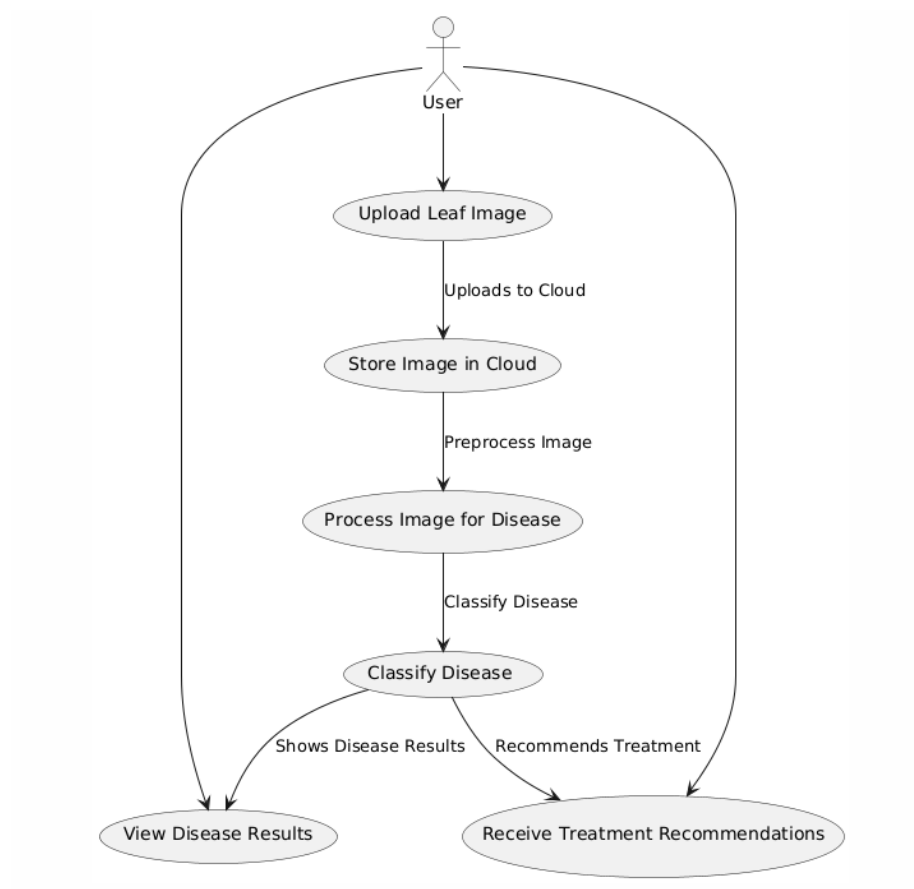 User
Upload Leaf Image
Uploads to Cloud
Store Image in Cloud
Preprocess Image
Process Image for Disease
Classify Disease
Classify Disease
Shows Disease Results
Recommends Treatment
View Disease Results
Receive Treatment Recommendations